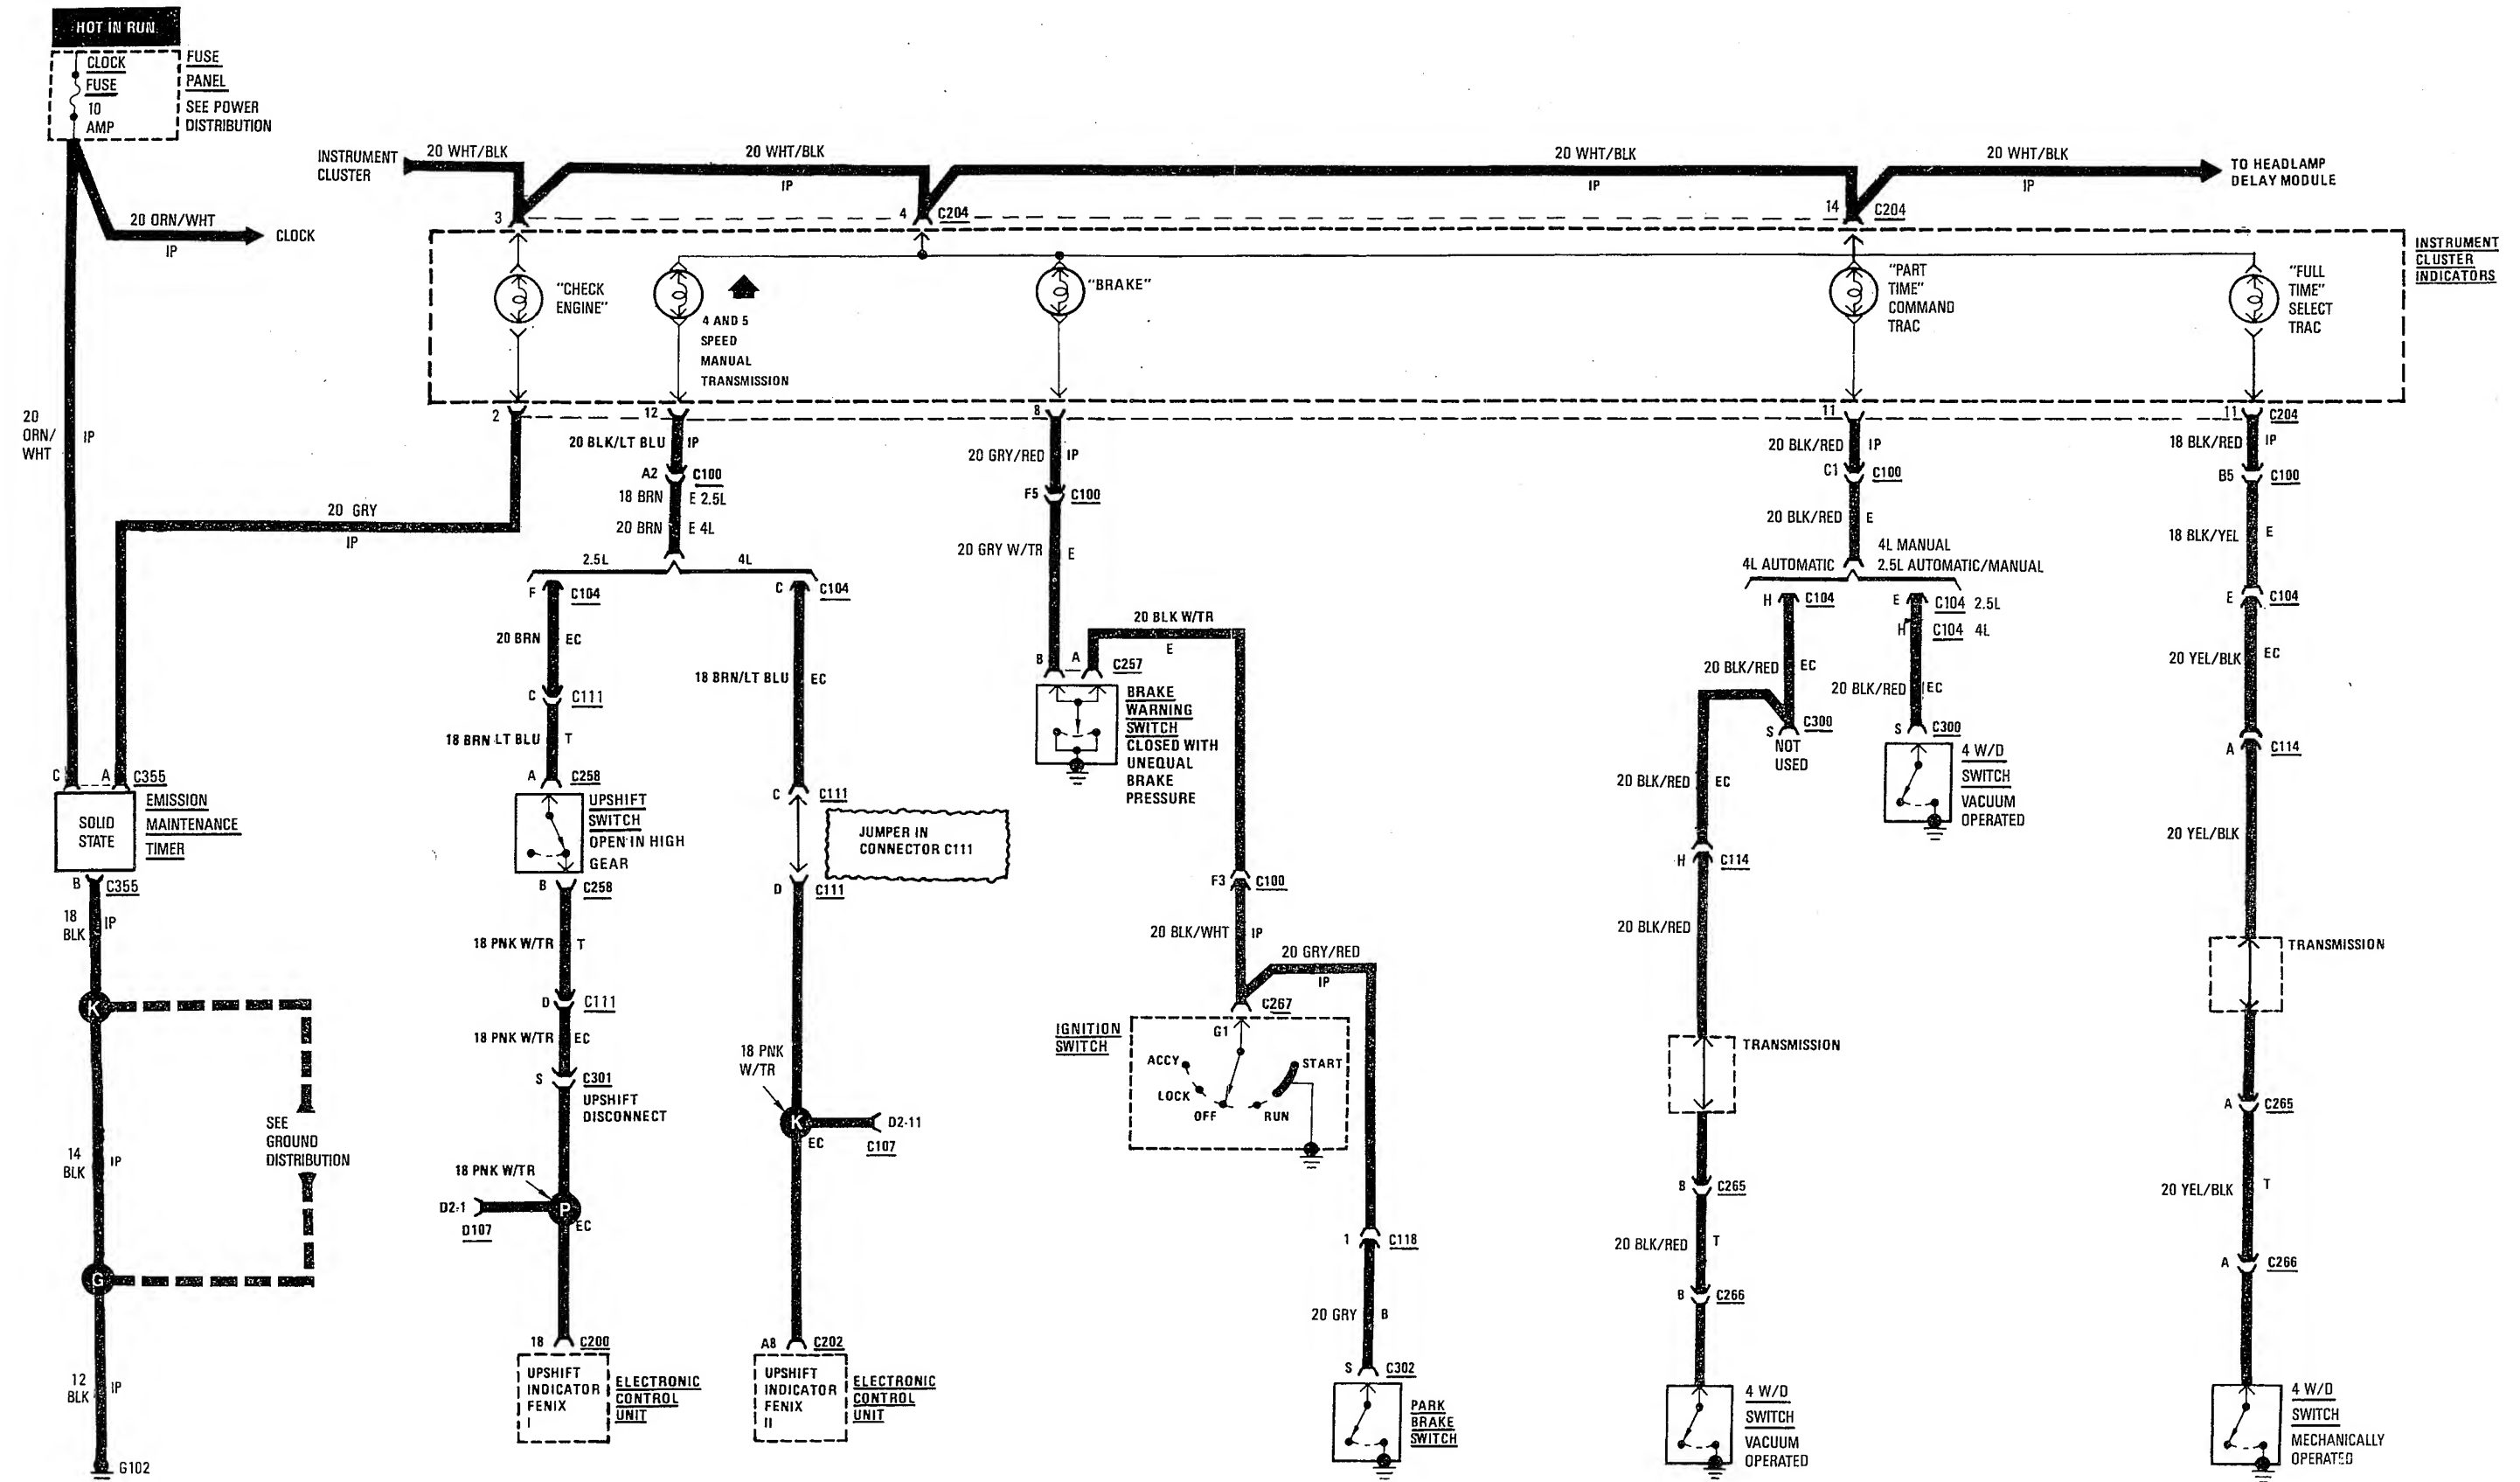 HOT IN RUN
CLOCK
FUSE
10
AMP
FUSE
PANEL
SEE POWER
DISTRIBUTION
20 ORN/WHT
IP
CLOCK
INSTRUMENT
CLUSTER
20 WHT/BLK
20 WHT/BLK
IP
20 WHT/BLK
IP
20 WHT/BLK
IP
TO HEADLAMP
DELAY MODULE
3
4
C204
14
C204
INSTRUMENT
CLUSTER
INDICATORS
"CHECK
ENGINE"
4 AND 5
SPEED
MANUAL
TRANSMISSION
"BRAKE"
"PART
TIME"
COMMAND
TRAC
"FULL
TIME"
SELECT
TRAC
2
12
8
11
11
C204
20
ORN/
WHT
IP
20 GRY
IP
20 BLK/LT BLU
IP
A2
C100
18 BRN
E 2.5L
20 BRN
E 4L
2.5L
4L
F
C104
20 BRN
EC
C
C111
18 BRN LT BLU
T
A
C258
UPSHIFT
SWITCH
OPEN IN HIGH
GEAR
B
C258
18 PNK W/TR
T
D
C111
18 PNK W/TR
EC
S
C301
UPSHIFT
DISCONNECT
18 PNK W/TR
D2-1
D107
P
EC
18
C200
UPSHIFT
INDICATOR
FENIX
I
ELECTRONIC
CONTROL
UNIT
C
C104
18 BRN/LT BLU
EC
C
C111
JUMPER IN
CONNECTOR C111
D
C111
18 PNK
W/TR
K
EC
D2-11
C107
A8
C202
UPSHIFT
INDICATOR
FENIX
II
ELECTRONIC
CONTROL
UNIT
C
A
C355
SOLID
STATE
EMISSION
MAINTENANCE
TIMER
B
C355
18
BLK
IP
K
SEE
GROUND
DISTRIBUTION
14
BLK
IP
G
12
BLK
IP
G102
20 GRY/RED
IP
F5
C100
20 GRY W/TR
E
20 BLK W/TR
E
B
A
C257
BRAKE
WARNING
SWITCH
CLOSED WITH
UNEQUAL
BRAKE
PRESSURE
F3
C100
20 BLK/WHT
IP
20 GRY/RED
IP
C267
IGNITION
SWITCH
G1
ACCY
LOCK
OFF
RUN
START
1
C118
20 GRY
B
S
C302
PARK
BRAKE
SWITCH
20 BLK/RED
IP
C1
C100
20 BLK/RED
E
4L AUTOMATIC
4L MANUAL
2.5L AUTOMATIC/MANUAL
H
C104
E
C104 2.5L
H
C104 4L
20 BLK/RED
EC
20 BLK/RED
EC
S
C300
NOT
USED
S
C300
4 W/D
SWITCH
VACUUM
OPERATED
20 BLK/RED
EC
H
C114
20 BLK/RED
TRANSMISSION
B
C265
20 BLK/RED
T
B
C266
4 W/D
SWITCH
VACUUM
OPERATED
18 BLK/RED
IP
B5
C100
18 BLK/YEL
E
E
C104
20 YEL/BLK
EC
A
C114
20 YEL/BLK
TRANSMISSION
A
C265
20 YEL/BLK
T
A
C266
4 W/D
SWITCH
MECHANICALLY
OPERATED